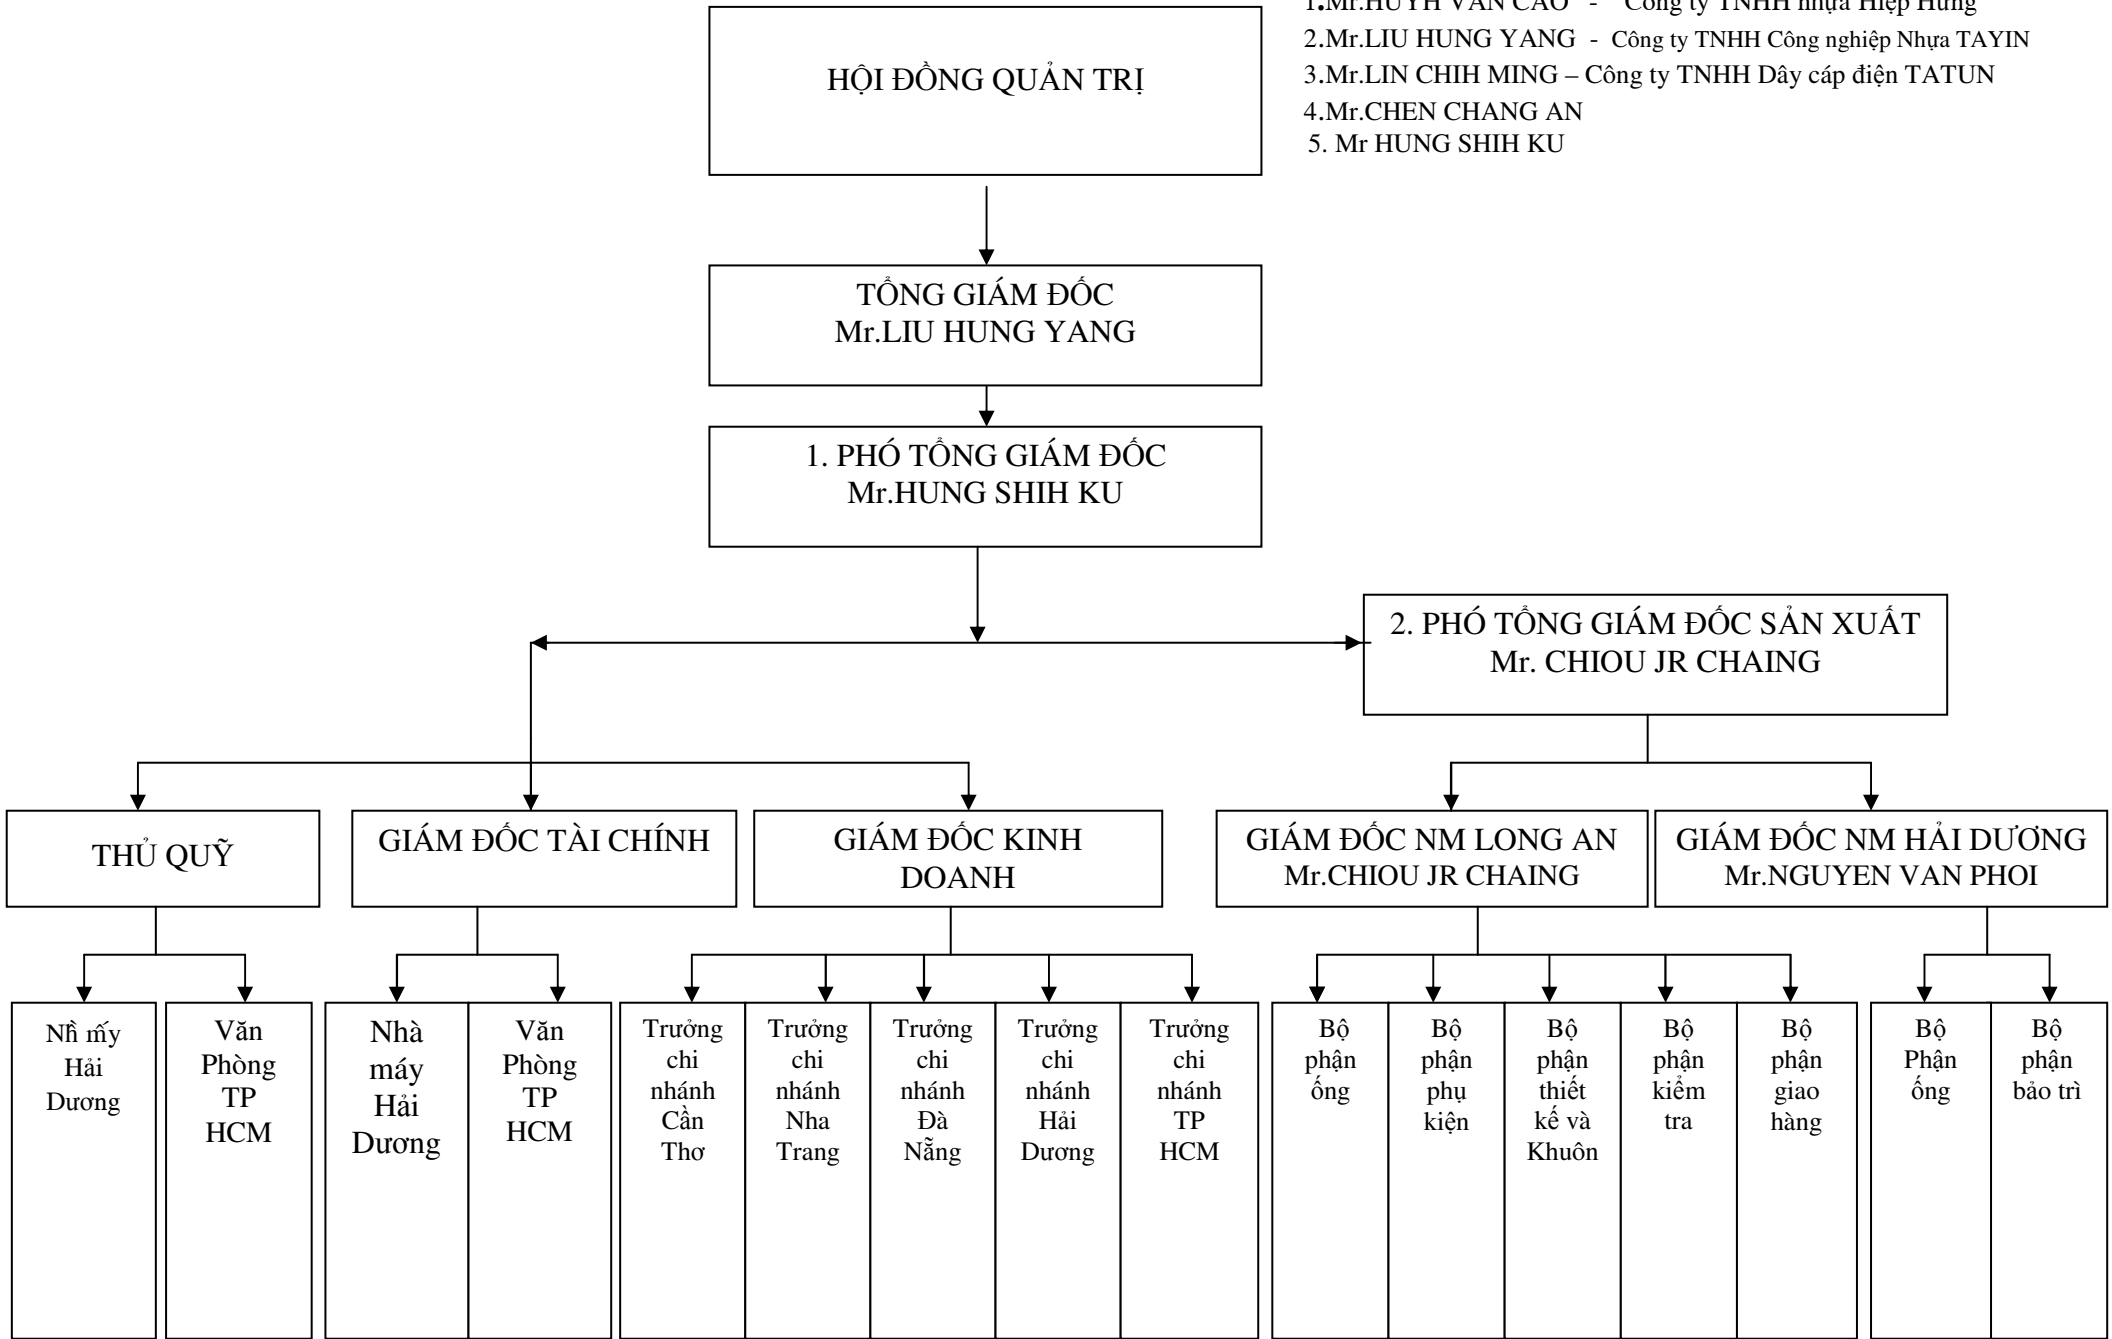 1.Mr.HUYH VAN CAO - Công ty TNHH nhựa Hiệp Hưng
2.Mr.LIU HUNG YANG - Công ty TNHH Công nghiệp Nhựa TAYIN
3.Mr.LIN CHIH MING – Công ty TNHH Dây cáp điện TATUN
4.Mr.CHEN CHANG AN
5. Mr HUNG SHIH KU
HỘI ĐỒNG QUẢN TRỊ
TỔNG GIÁM ĐỐC
Mr.LIU HUNG YANG
1. PHÓ TỔNG GIÁM ĐỐC
Mr.HUNG SHIH KU
2. PHÓ TỔNG GIÁM ĐỐC SẢN XUẤT
Mr. CHIOU JR CHAING
THỦ QUỸ
GIÁM ĐỐC TÀI CHÍNH
GIÁM ĐỐC KINH
DOANH
GIÁM ĐỐC NM LONG AN
Mr.CHIOU JR CHAING
GIÁM ĐỐC NM HẢI DƯƠNG
Mr.NGUYEN VAN PHOI
Hải
Dương
Văn
Phòng
TP
HCM
Nhà
máy
Hải
Dương
Văn
Phòng
TP
HCM
Trưởng
chi
nhánh
Cần
Thơ
Trưởng
chi
nhánh
Nha
Trang
Trưởng
chi
nhánh
Đà
Nẵng
Trưởng
chi
nhánh
Hải
Dương
Trưởng
chi
nhánh
TP
HCM
Bộ
phận
ống
Bộ
phận
phụ
kiện
Bộ
phận
thiết
kế và
Khuôn
Bộ
phận
kiểm
tra
Bộ
phận
giao
hàng
Bộ
Phận
ống
Bộ
phận
bảo trì